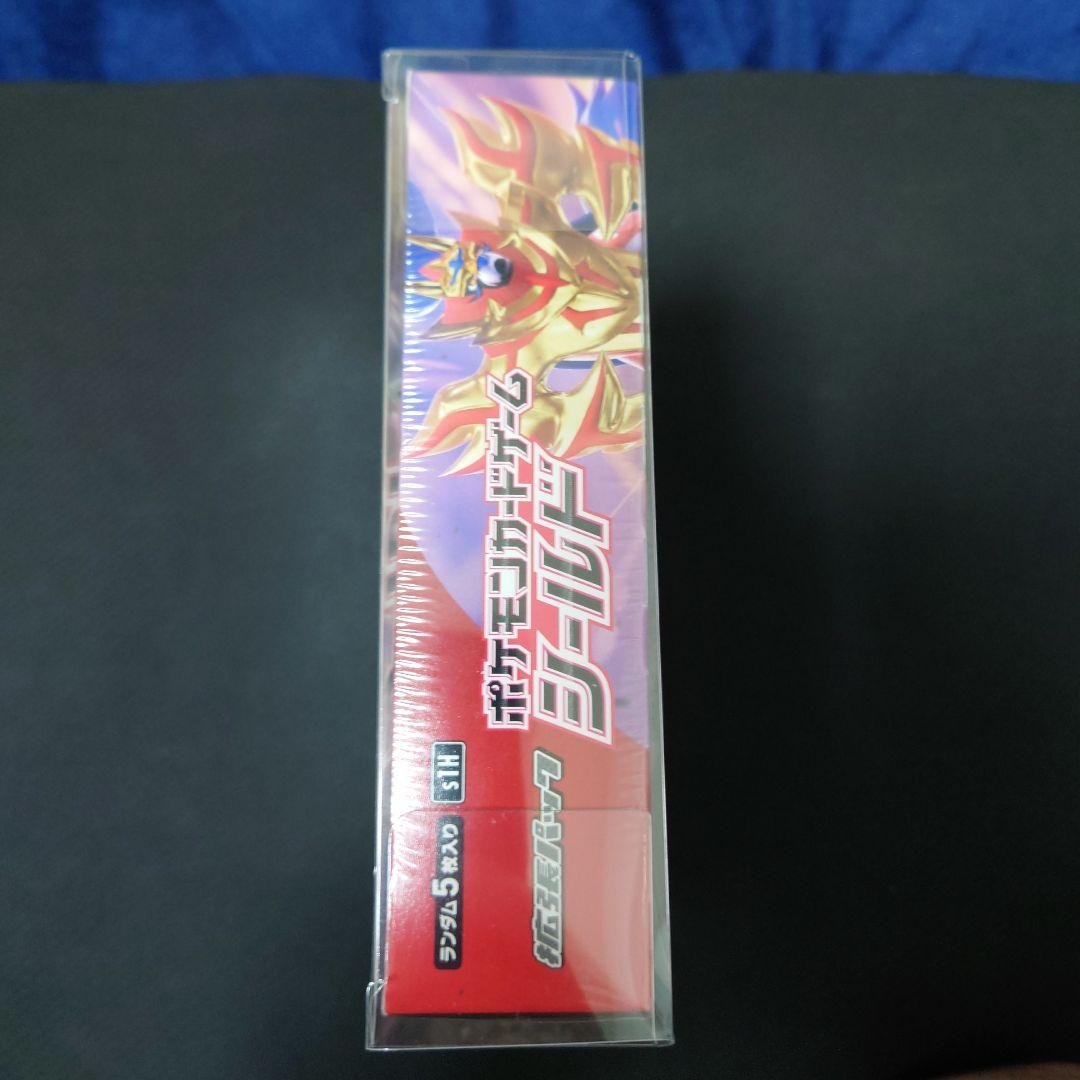 ポケモンカードゲーム
シールド
s1H
拡張パック
ランダム5枚入り